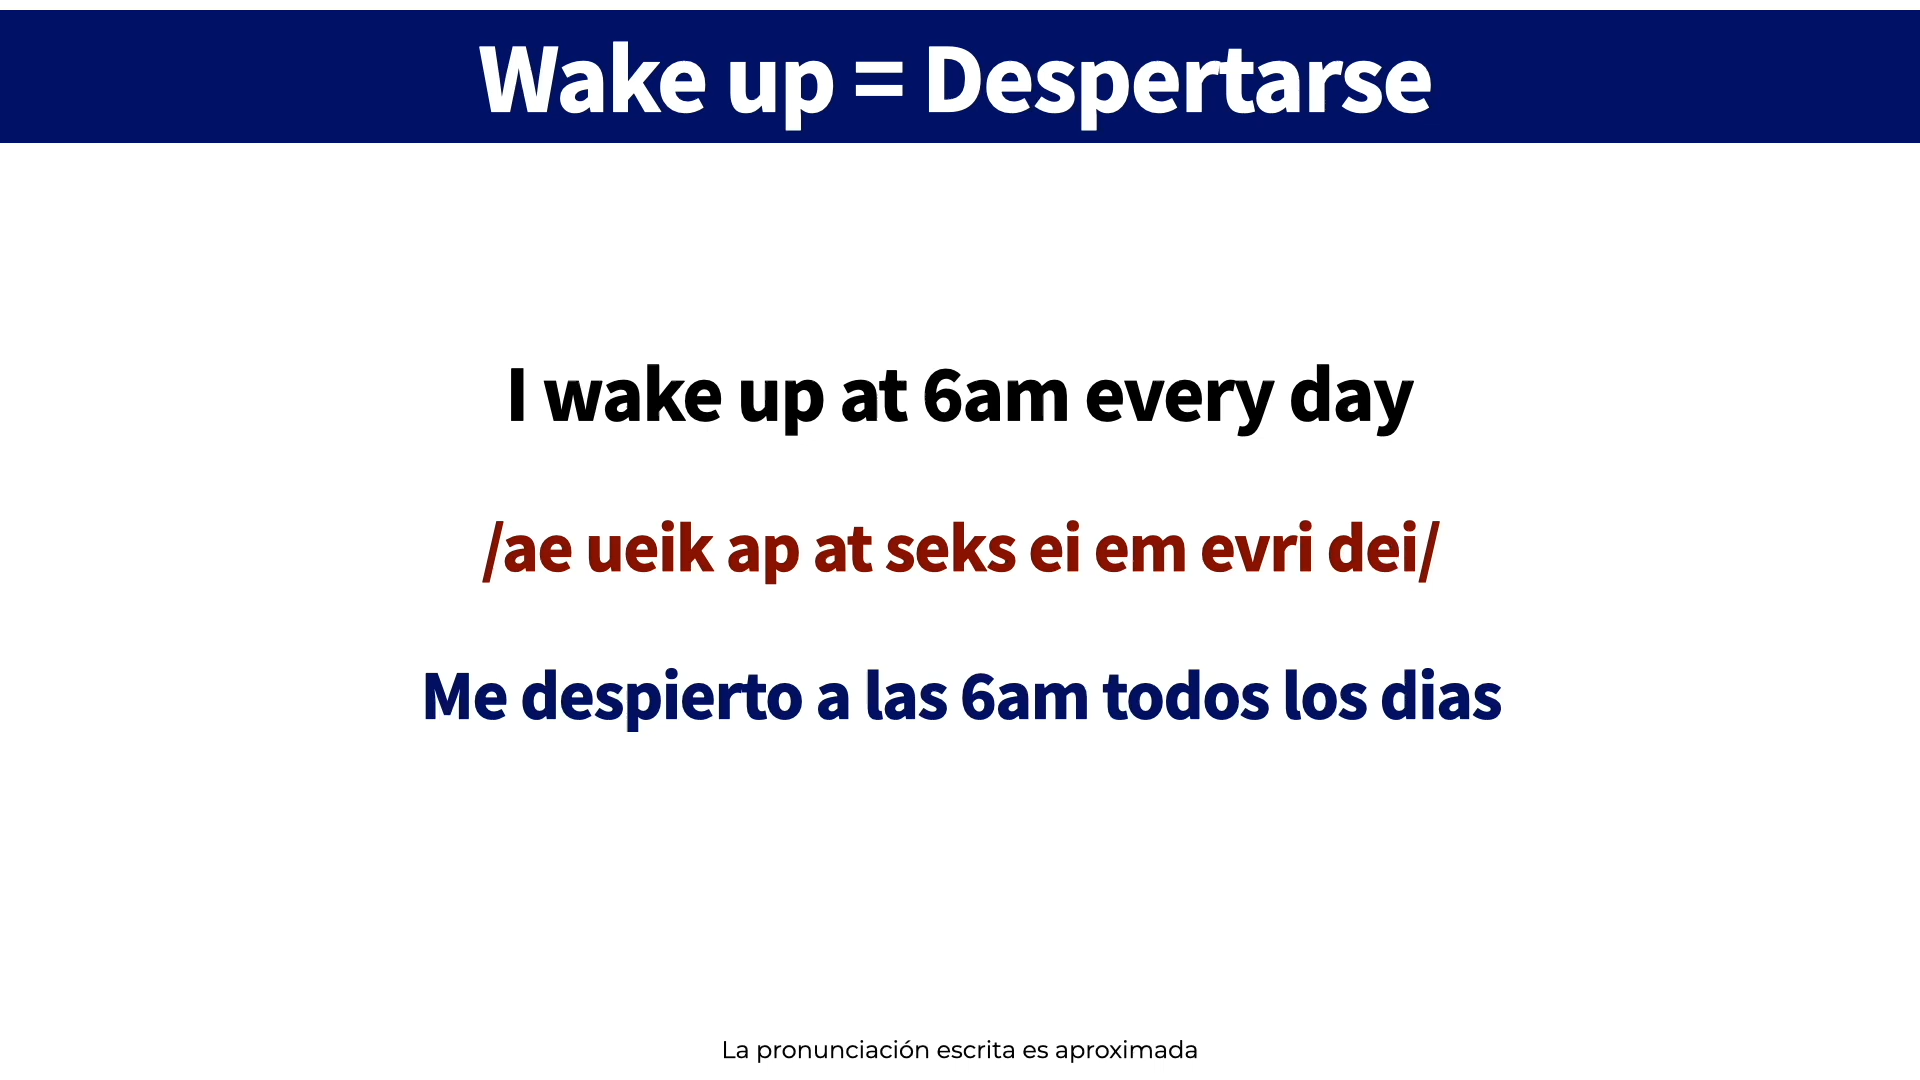 Wake up = Despertarse
I wake up at 6am every day
/ae ueik ap at seks ei em evri dei/
Me despierto a las 6am todos los dias
La pronunciación escrita es aproximada